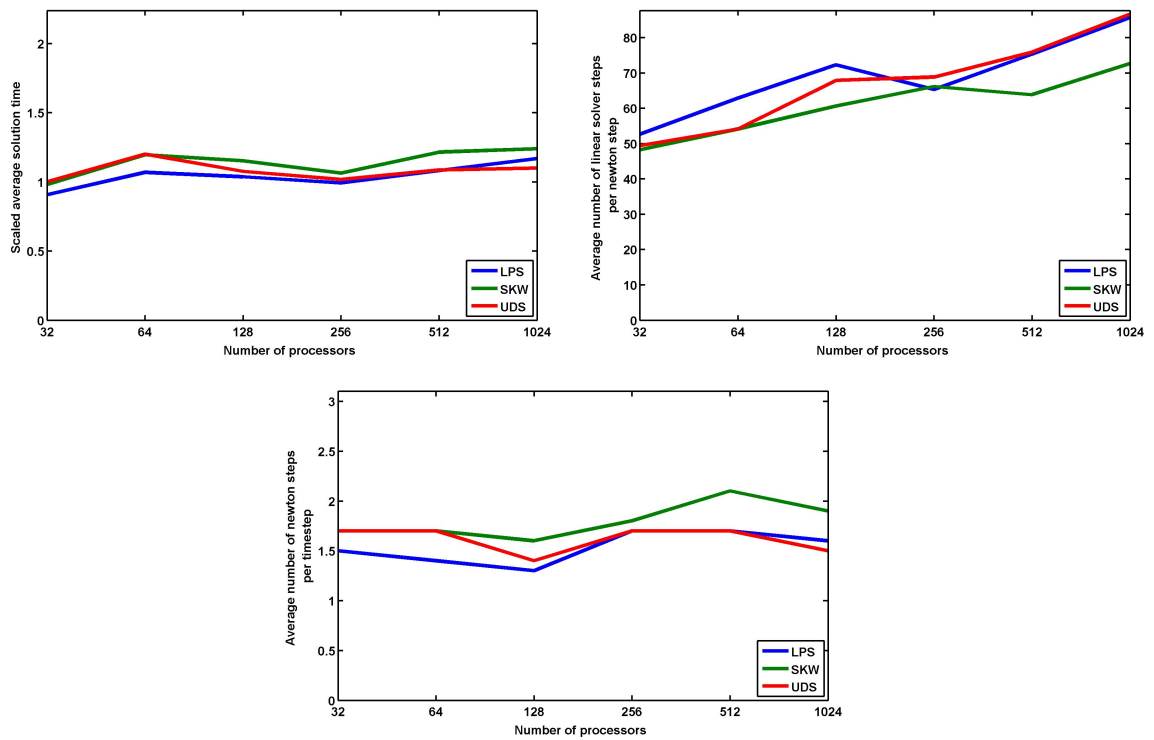 Scaled average solution time
2
1.5
1
0.5
0
32 64 128 256 512 1024
Number of processors
LPS
SKW
UDS
Average number of linear solver steps
per newton step
80
70
60
50
40
30
20
10
0
32 64 128 256 512 1024
Number of processors
LPS
SKW
UDS
Average number of newton steps
per timestep
3
2.5
2
1.5
1
0.5
0
32 64 128 256 512 1024
Number of processors
LPS
SKW
UDS